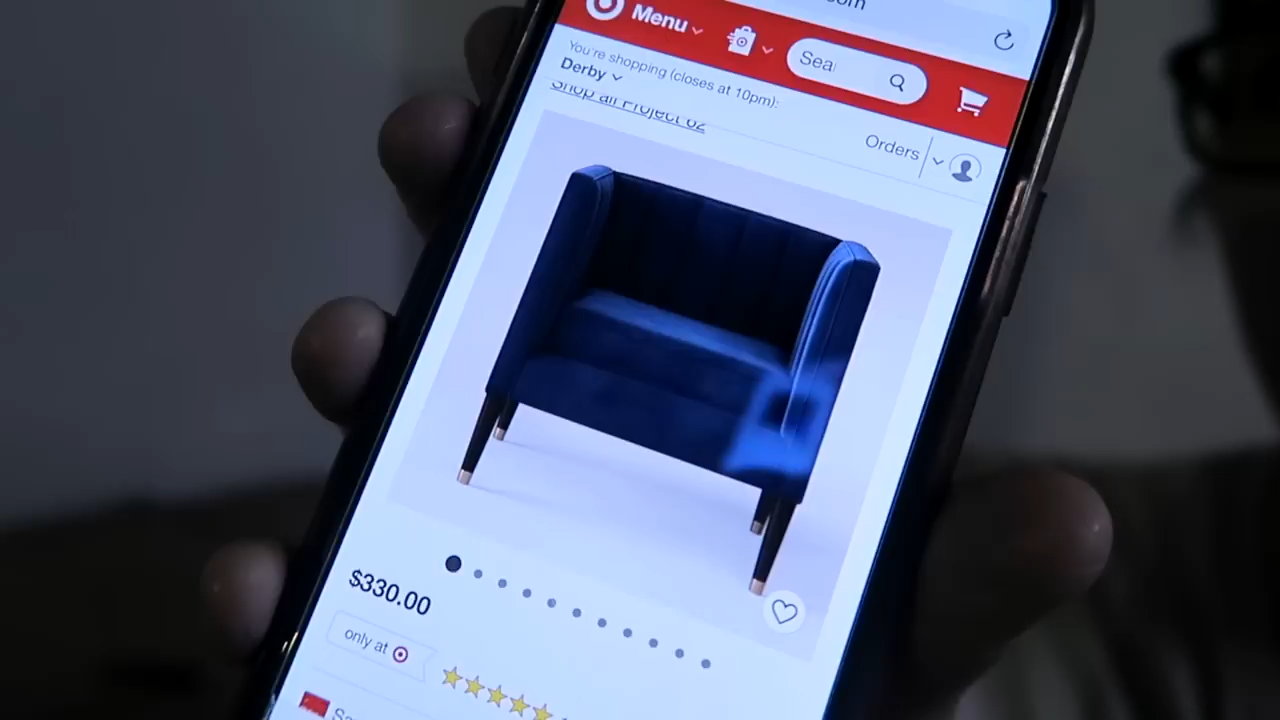 Menu
Sea
You're shopping (closes at 10pm):
Derby
Shop all Project 62
Orders
$330.00
only at